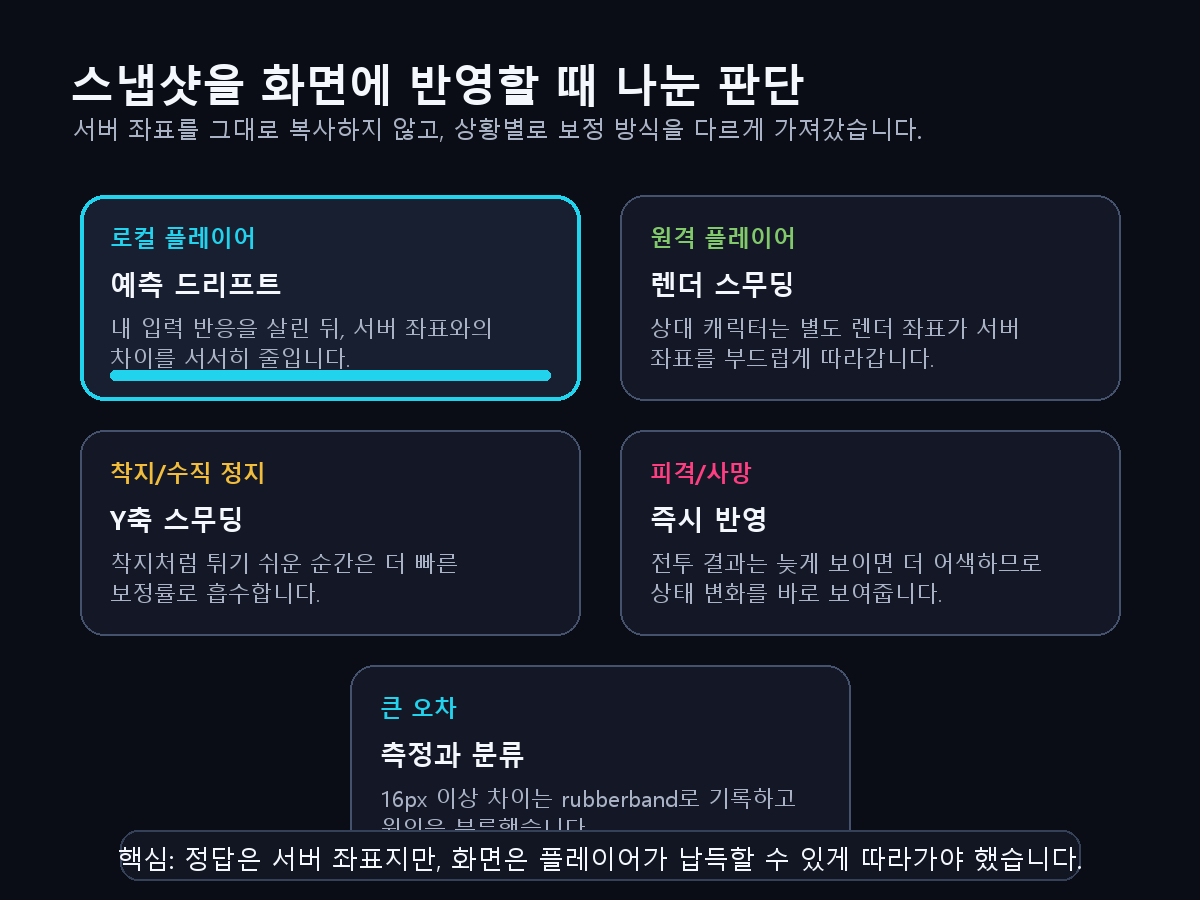 스냅샷을 화면에 반영할 때 나눈 판단
서버 좌표를 그대로 복사하지 않고, 상황별로 보정 방식을 다르게 가져갔습니다.
로컬 플레이어
예측 드리프트
내 입력 반응을 살린 뒤, 서버 좌표와의
차이를 서서히 줄입니다.
원격 플레이어
렌더 스무딩
상대 캐릭터는 별도 렌더 좌표가 서버
좌표를 부드럽게 따라갑니다.
착지/수직 정지
Y축 스무딩
착지처럼 튀기 쉬운 순간은 더 빠른
보정률로 흡수합니다.
피격/사망
즉시 반영
전투 결과는 늦게 보이면 더 어색하므로
상태 변화를 바로 보여줍니다.
큰 오차
측정과 분류
16px 이상 차이는 rubberband로 기록하고
원인을 분류했습니다.
핵심: 정답은 서버 좌표지만, 화면은 플레이어가 납득할 수 있게 따라가야 했습니다.